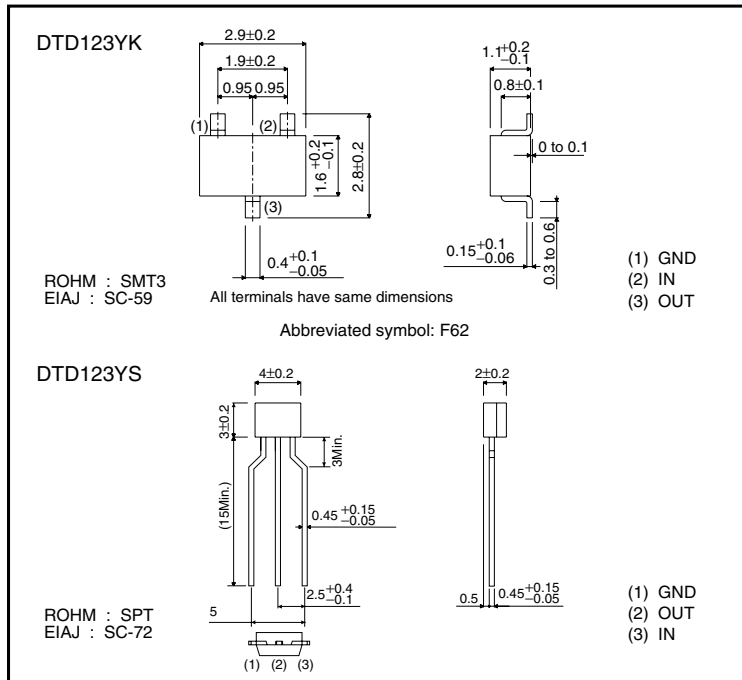 DTD123YK
2.9±0.2
1.9±0.2
0.95 0.95
(1) (2)
(3)
1.6 +0.2 −0.1
2.8±0.2
0.4 +0.1 −0.05
1.1 +0.2 −0.1
0.8±0.1
0 to 0.1
0.15 +0.1 −0.06
0.3 to 0.6
ROHM : SMT3
EIAJ : SC-59
All terminals have same dimensions
(1) GND
(2) IN
(3) OUT
Abbreviated symbol: F62
DTD123YS
4±0.2
3±0.2
(15Min.)
3Min.
0.45 +0.15 −0.05
2.5 +0.4 −0.1
5
(1) (2) (3)
2±0.2
0.5
0.45 +0.15 −0.05
ROHM : SPT
EIAJ : SC-72
(1) GND
(2) OUT
(3) IN